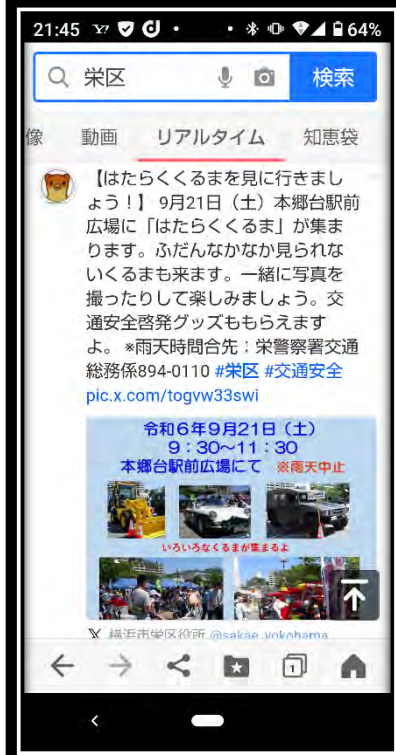 21:45
64%
栄区
検索
像 動画 リアルタイム 知恵袋
【はたらくくるまを見に行きまし
ょう！】 9月21日（土）本郷台駅前
広場に「はたらくくるま」が集ま
ります。ふだんなかなか見られな
いくるまも来ます。一緒に写真を
撮ったりして楽しみましょう。交
通安全啓発グッズももらえます
よ。 ※雨天時問合先：栄警察署交通
総務係894-0110 #栄区 #交通安全
pic.x.com/togvw33swi
令和6年9月21日（土）
9：30～11：30
本郷台駅前広場にて ※雨天中止
いろいろなくるまが集まるよ
X 横浜市栄区役所 @sakae_yokohama
1